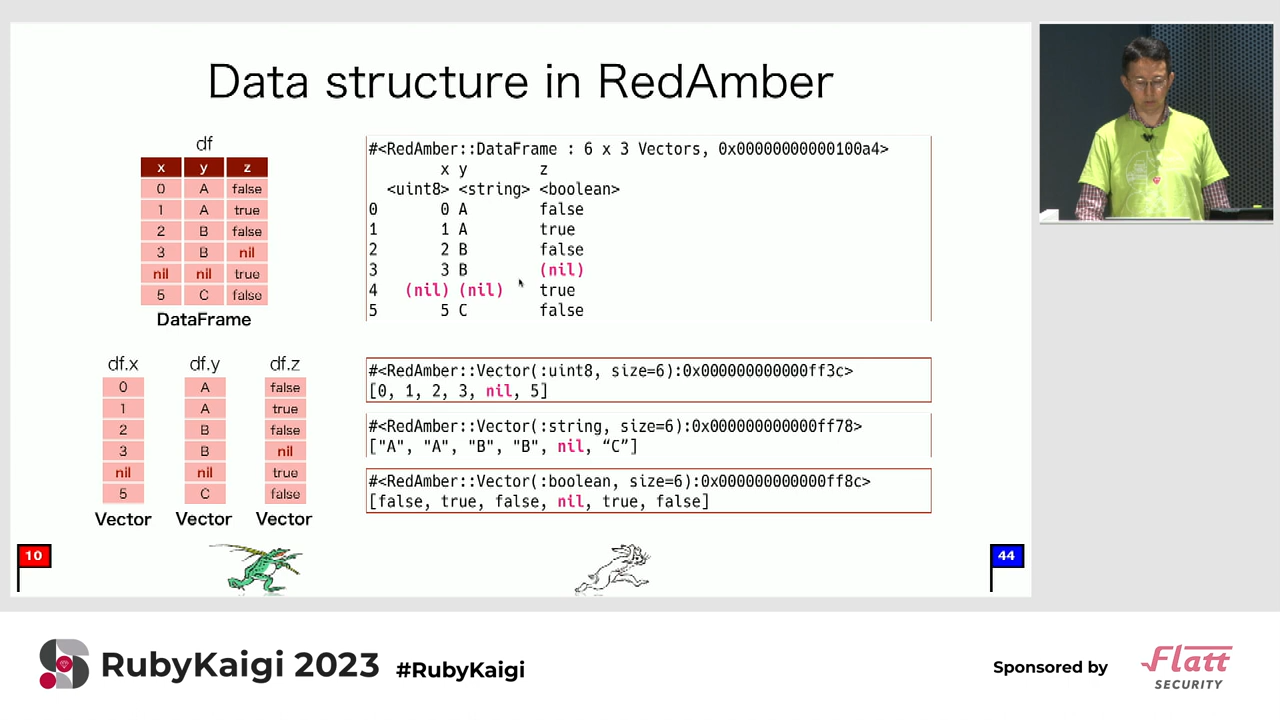 Data structure in RedAmber
df
x y z
0 A false
1 A true
2 B false
3 B nil
nil nil true
5 C false
DataFrame
#<RedAmber::DataFrame : 6 x 3 Vectors, 0x00000000000100a4>
x y z
<uint8> <string> <boolean>
0 0 A false
1 1 A true
2 2 B false
3 3 B (nil)
4 (nil) (nil) true
5 5 C false
df.x df.y df.z
0 A false
1 A true
2 B false
3 B nil
nil nil true
5 C false
Vector Vector Vector
#<RedAmber::Vector(:uint8, size=6):0x000000000000ff3c>
[0, 1, 2, 3, nil, 5]
#<RedAmber::Vector(:string, size=6):0x000000000000ff78>
["A", "A", "B", "B", nil, “C”]
#<RedAmber::Vector(:boolean, size=6):0x000000000000ff8c>
[false, true, false, nil, true, false]
10
44
RubyKaigi 2023 #RubyKaigi
Sponsored by
Flatt
SECURITY